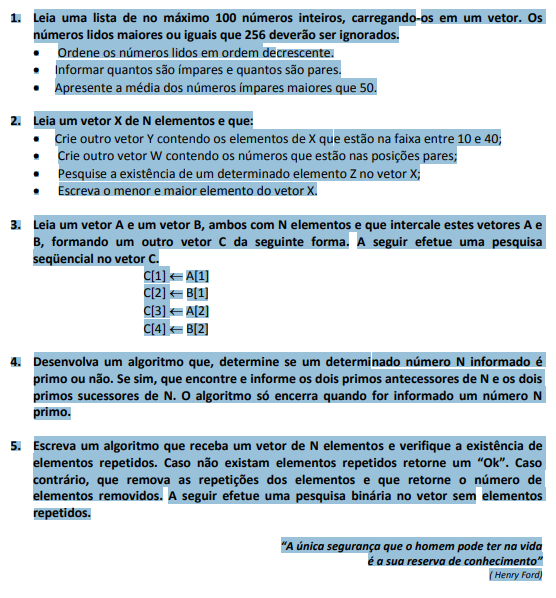 1. Leia uma lista de no máximo 100 números inteiros, carregando-os em um vetor. Os
números lidos maiores ou iguais que 256 deverão ser ignorados.
• Ordene os números lidos em ordem decrescente.
• Informar quantos são ímpares e quantos são pares.
• Apresente a média dos números ímpares maiores que 50.
2. Leia um vetor X de N elementos e que:
• Crie outro vetor Y contendo os elementos de X que estão na faixa entre 10 e 40;
• Crie outro vetor W contendo os números que estão nas posições pares;
• Pesquise a existência de um determinado elemento Z no vetor X;
• Escreva o menor e maior elemento do vetor X.
3. Leia um vetor A e um vetor B, ambos com N elementos e que intercale estes vetores A e
B, formando um outro vetor C da seguinte forma. A seguir efetue uma pesquisa
seqüencial no vetor C.
C[1] ⇐ A[1]
C[2] ⇐ B[1]
C[3] ⇐ A[2]
C[4] ⇐ B[2]
4. Desenvolva um algoritmo que, determine se um determinado número N informado é
primo ou não. Se sim, que encontre e informe os dois primos antecessores de N e os dois
primos sucessores de N. O algoritmo só encerra quando for informado um número N
primo.
5. Escreva um algoritmo que receba um vetor de N elementos e verifique a existência de
elementos repetidos. Caso não existam elementos repetidos retorne um “Ok”. Caso
contrário, que remova as repetições dos elementos e que retorne o número de
elementos removidos. A seguir efetue uma pesquisa binária no vetor sem elementos
repetidos.
“A única segurança que o homem pode ter na vida
é a sua reserva de conhecimento”
( Henry Ford)